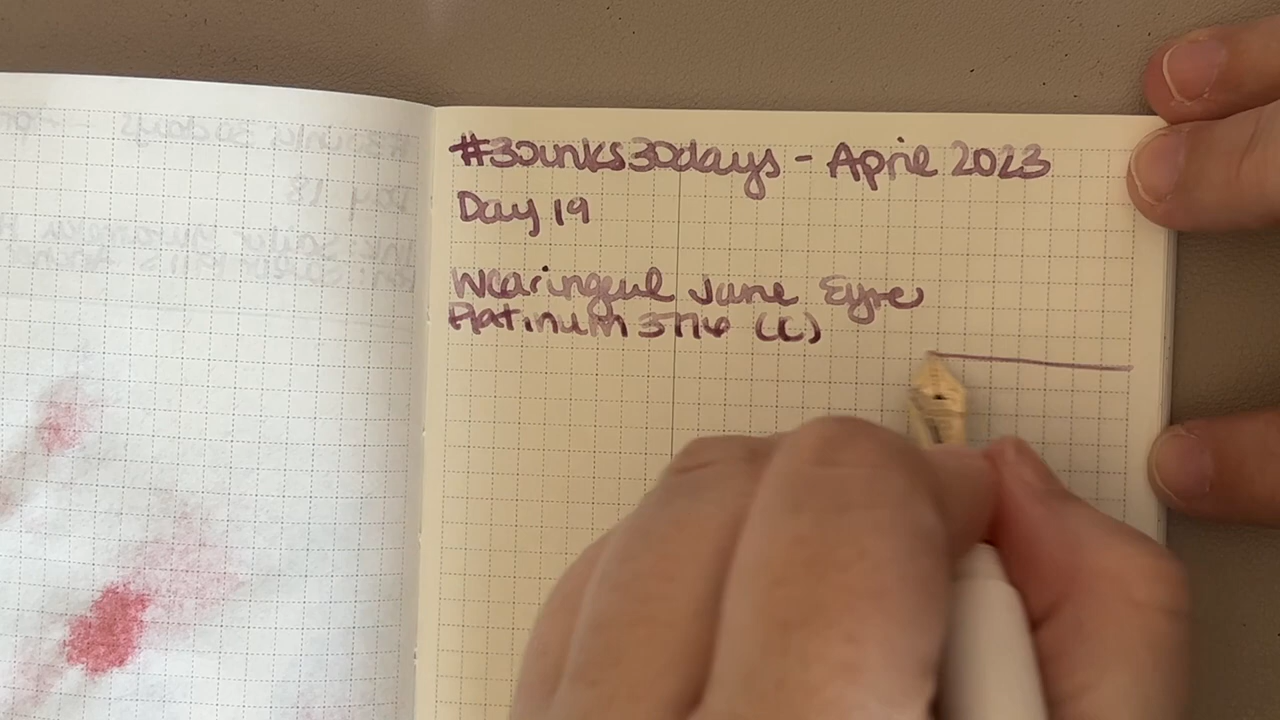 #30inks30days - April 2023
Day 19
Wearingeul Jane Eyre
Platinum 3776 (C)